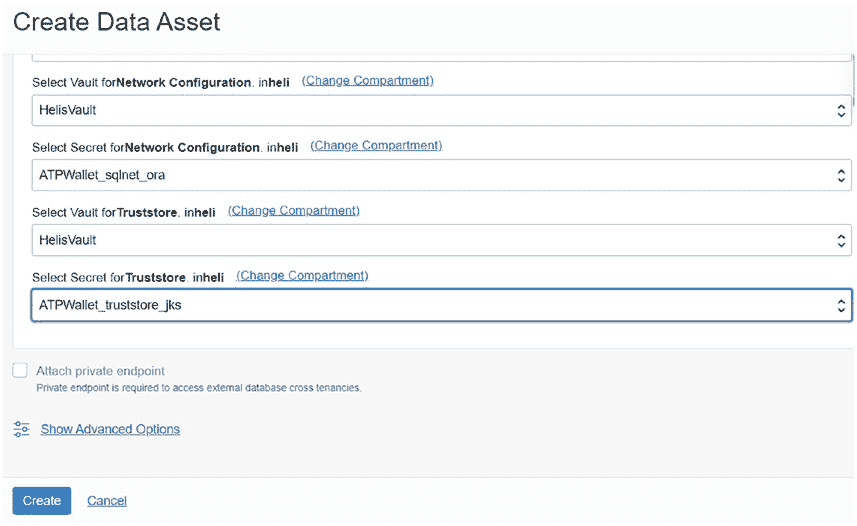 Create Data Asset
Select Vault forNetwork Configuration. inheli (Change Compartment)
HelisVault
Select Secret forNetwork Configuration. inheli (Change Compartment)
ATPWallet_sqlnet_ora
Select Vault forTruststore. inheli (Change Compartment)
HelisVault
Select Secret forTruststore. inheli (Change Compartment)
ATPWallet_truststore_jks
Attach private endpoint
Private endpoint is required to access external database cross tenancies.
Show Advanced Options
Create Cancel